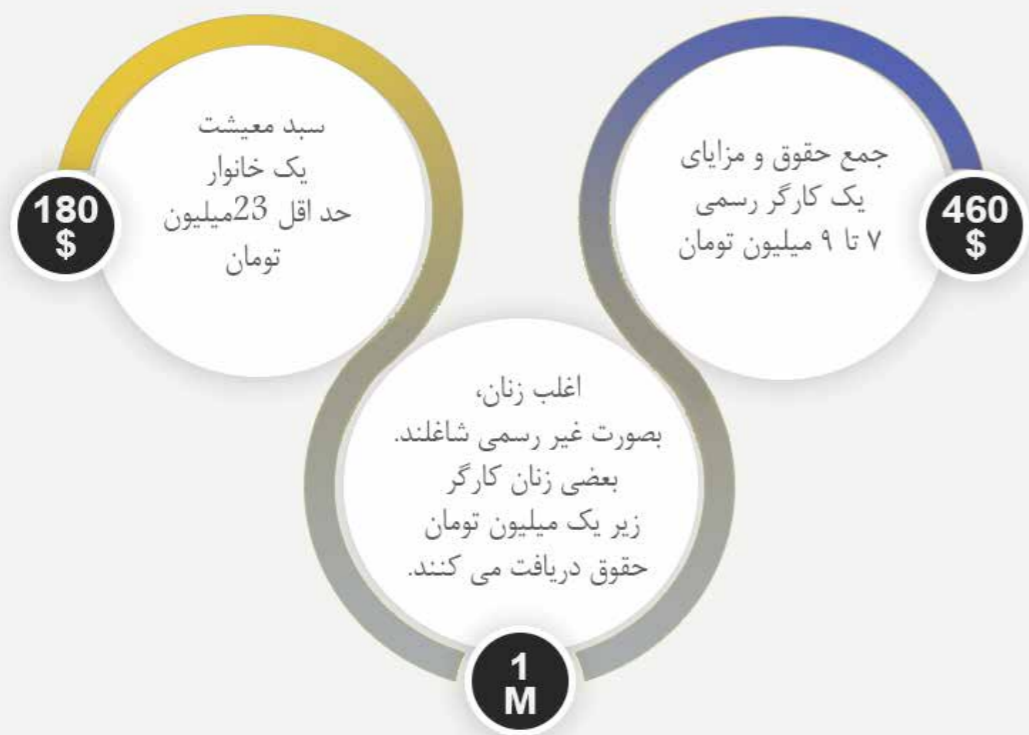 جمع حقوق و مزایای
یک کارگر رسمی
۷ تا ۹ میلیون تومان
460
$
سبد معیشت
یک خانوار
حد اقل 23میلیون
تومان
180
$
اغلب زنان،
بصورت غیر رسمی شاغلند.
بعضی زنان کارگر
زیر یک میلیون تومان
حقوق دریافت می کنند.
1
M